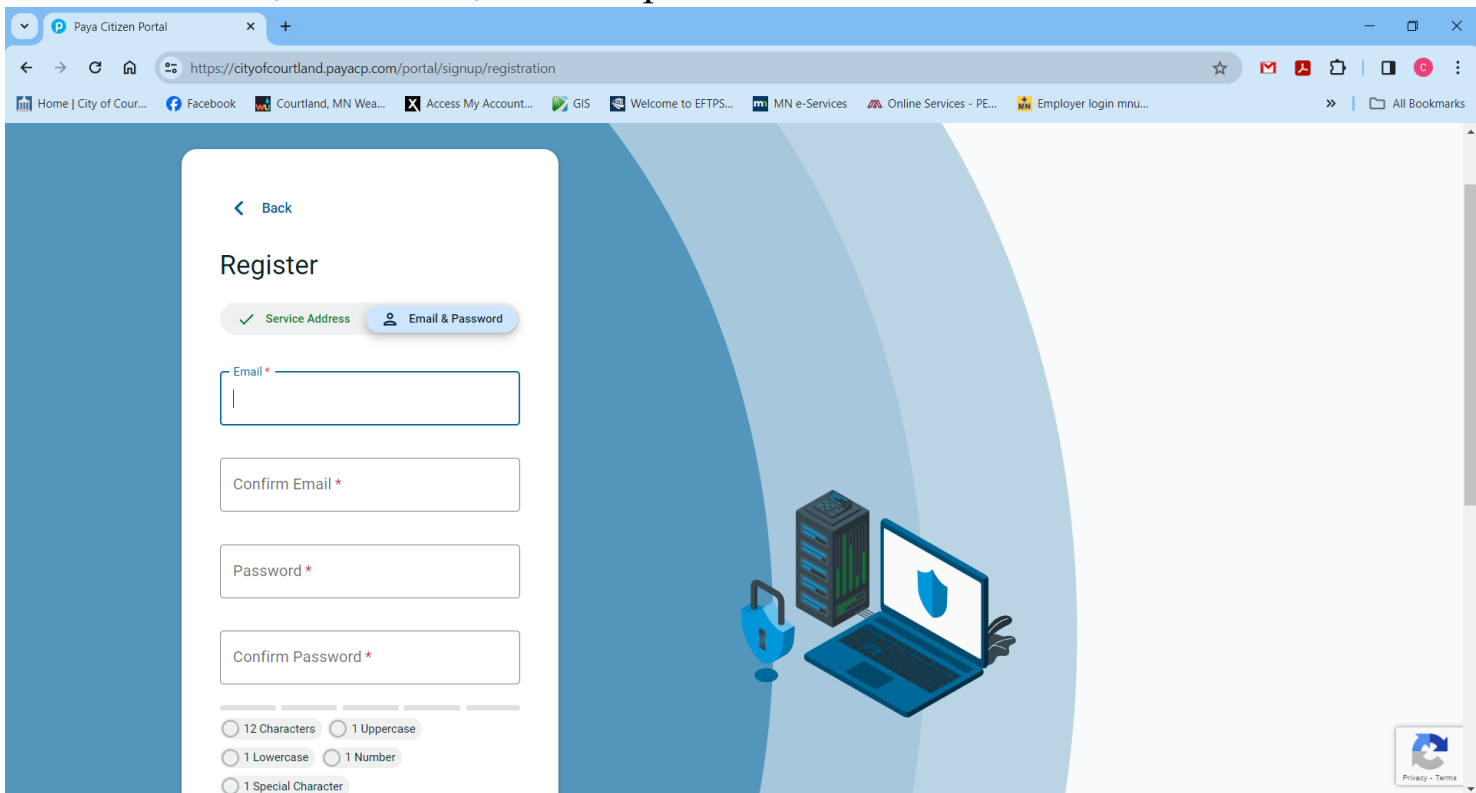 Paya Citizen Portal
https://cityofcourtland.payacp.com/portal/signup/registration
C
Home | City of Cour... Facebook Courtland, MN Wea... X Access My Account... GIS Welcome to EFTPS... mn MN e-Services Online Services - PE... MN Employer login mnu... » All Bookmarks
Back
Register
Service Address Email & Password
Email *
Confirm Email *
Password *
Confirm Password *
12 Characters 1 Uppercase
1 Lowercase 1 Number
1 Special Character
Privacy - Terms